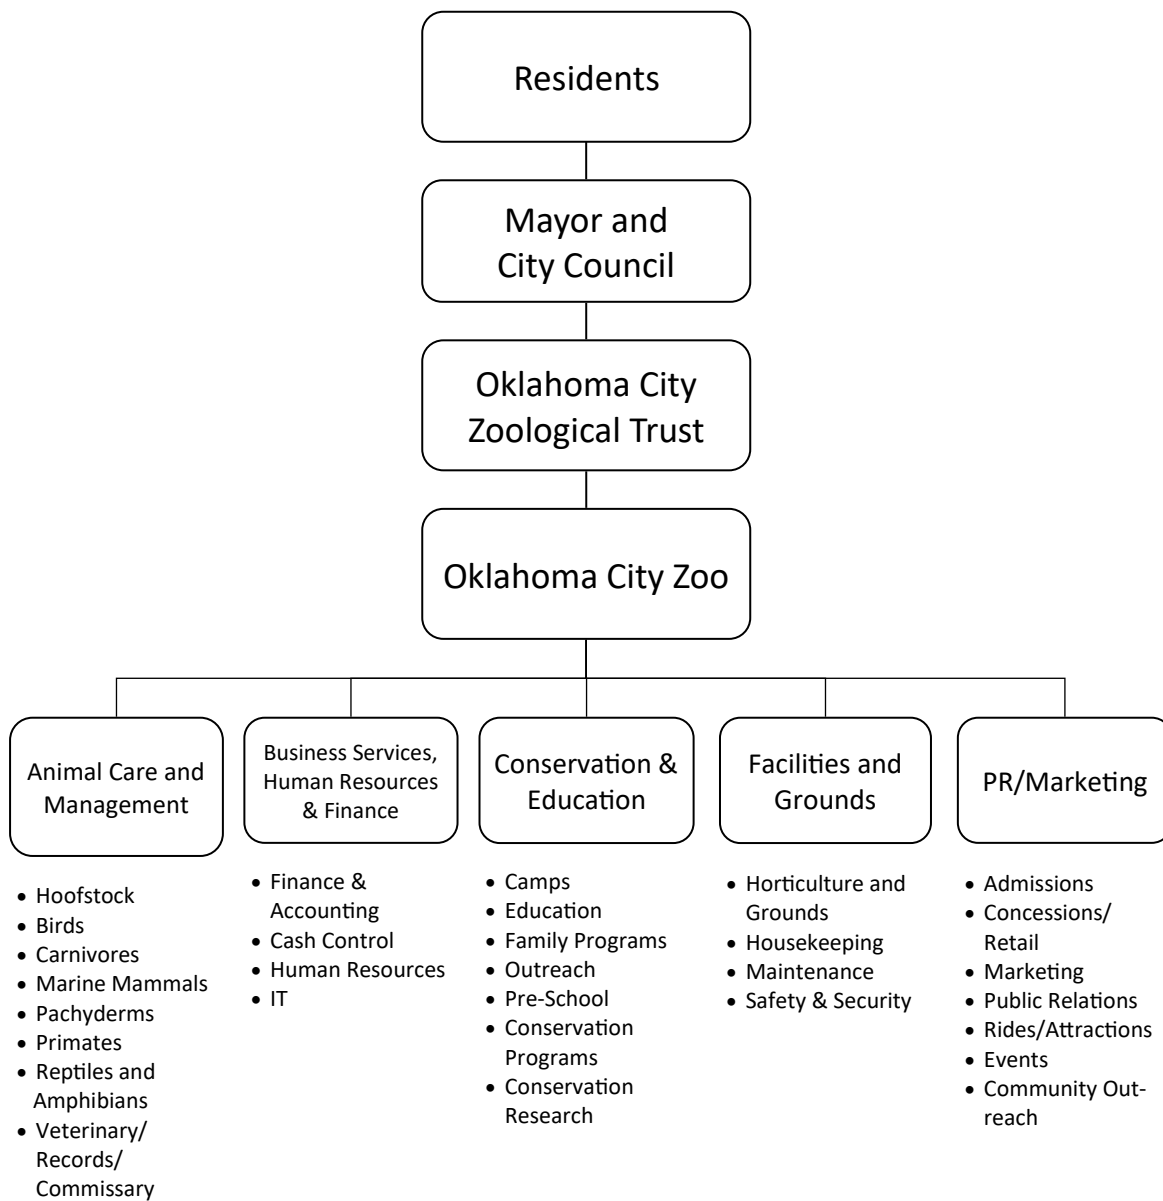 Residents
Mayor and
City Council
Oklahoma City
Zoological Trust
Oklahoma City Zoo
Animal Care and
Management
• Hoofstock
• Birds
• Carnivores
• Marine Mammals
• Pachyderms
• Primates
• Reptiles and
Amphibians
• Veterinary/
Records/
Commissary
Business Services,
Human Resources
& Finance
• Finance &
Accounting
• Cash Control
• Human Resources
• IT
Conservation &
Education
• Camps
• Education
• Family Programs
• Outreach
• Pre-School
• Conservation
Programs
• Conservation
Research
Facilities and
Grounds
• Horticulture and
Grounds
• Housekeeping
• Maintenance
• Safety & Security
PR/Marketing
• Admissions
• Concessions/
Retail
• Marketing
• Public Relations
• Rides/Attractions
• Events
• Community Out-
reach